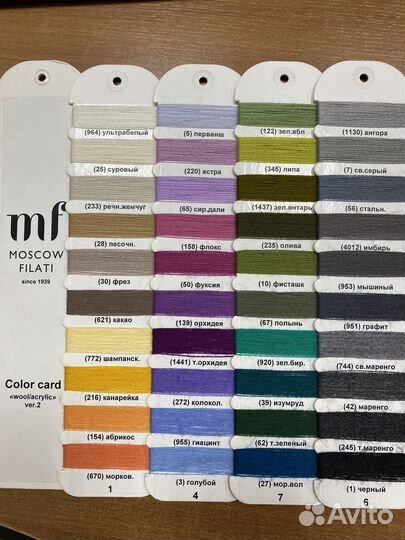 mf
MOSCOW
FILATI
since 1939
Color card
«wool/acrylic»
ver.2
(964) ультрабелый
(25) суровый
(233) речн.жемчуг
(28) песочн.
(30) фрез
(621) какао
(772) шампанск.
(216) канарейка
(154) абрикос
(670) морков.
1
(5) перванш
(220) астра
(65) сир.дали
(158) флокс
(50) фуксия
(139) орхидея
(1441) т.орхидея
(272) колокол.
(955) гиацинт
(3) голубой
4
(122) зел.ябл
(345) липа
(1437) зел.янтарь
(235) олива
(10) фисташк
(67) полынь
(920) зел.бир.
(39) изумруд
(62) т.зеленый
(27) мор.вол
7
(1130) ангора
(7) св.серый
(56) стальн.
(4012) имбирь
(953) мышиный
(951) графит
(744) св.маренго
(42) маренго
(245) т.маренго
(1) черный
6
Avito